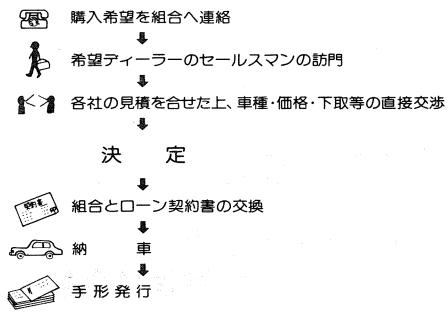 購入希望を組合へ連絡
希望ディーラーのセールスマンの訪門
各社の見積を合せた上、車種・価格・下取等の直接交渉
決定
組合とローン契約書の交換
納車
手形発行